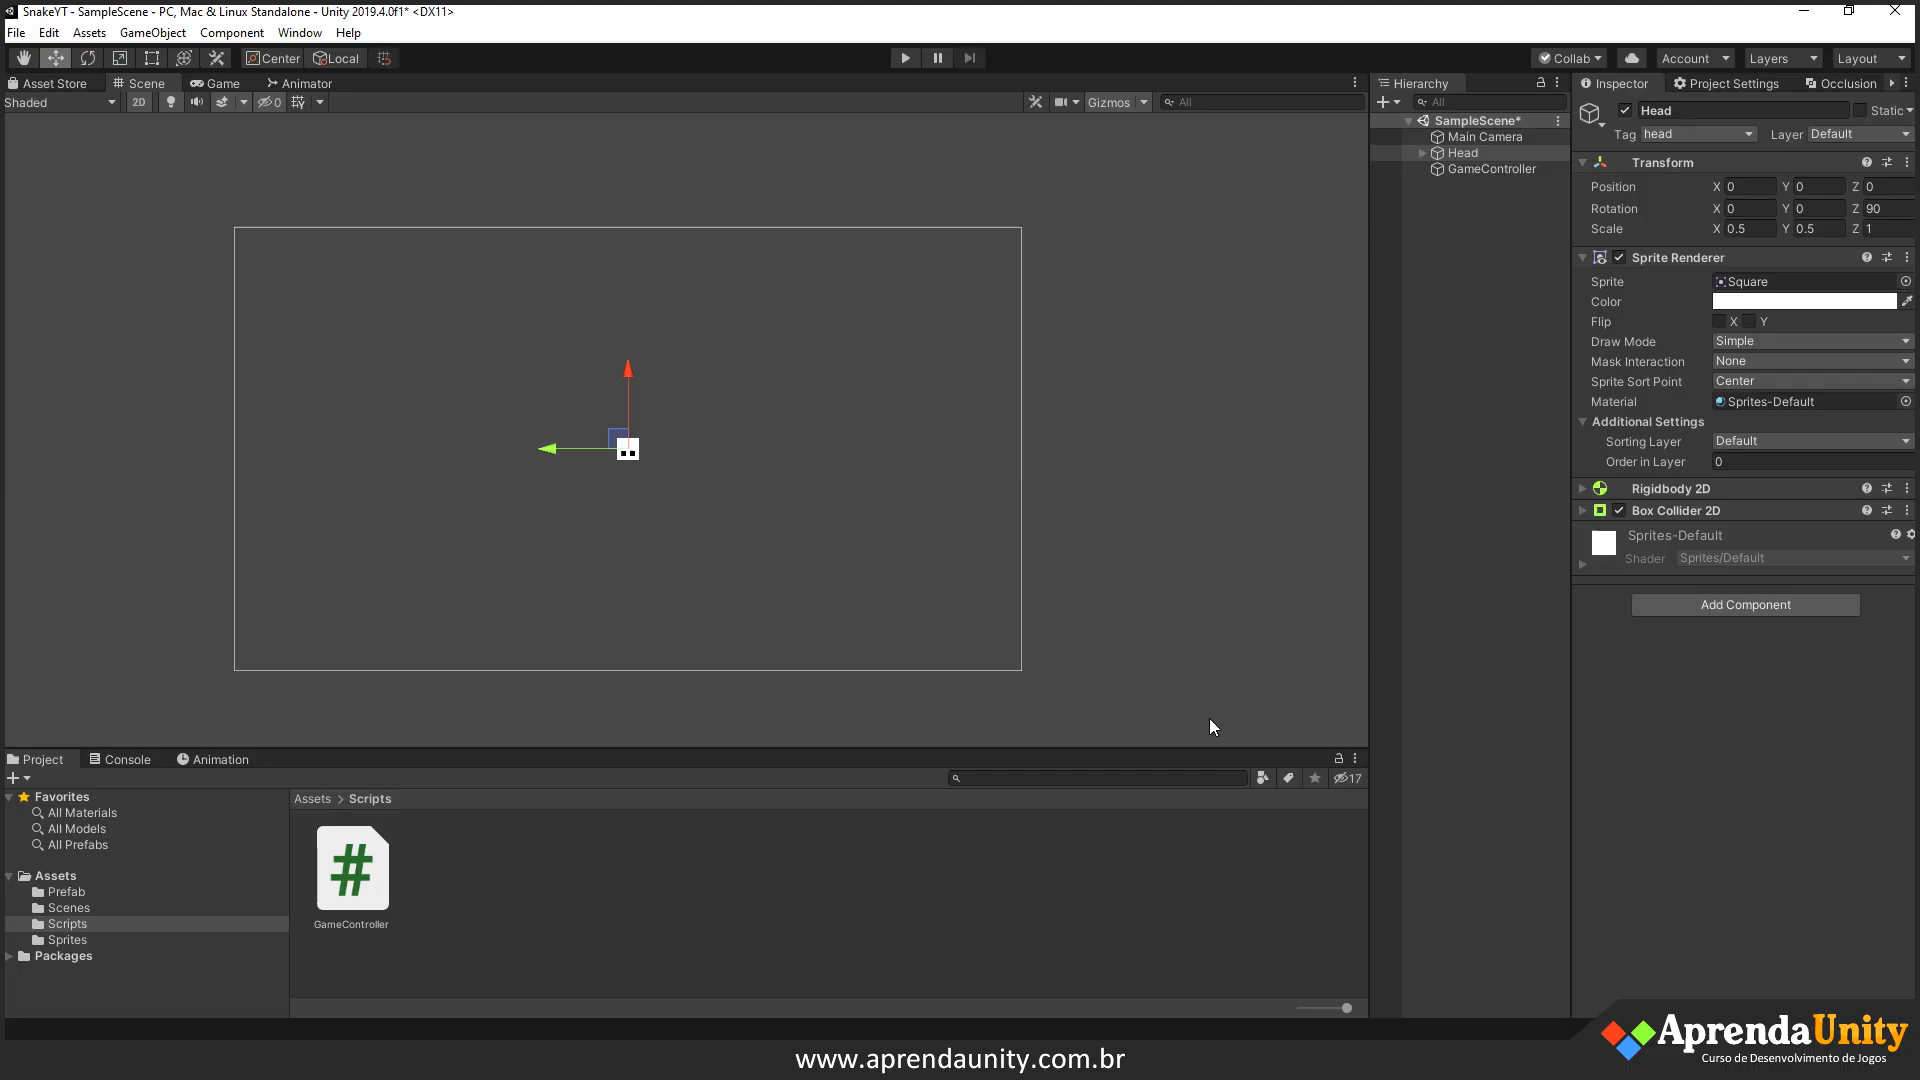 SnakeYT - SampleScene - PC, Mac & Linux Standalone - Unity 2019.4.0f1* <DX11>
File Edit Assets GameObject Component Window Help
Center Local
Collab Account Layers Layout
Asset Store Scene Game Animator
Shaded 2D 0 Gizmos All
Hierarchy
All
SampleScene*
Main Camera
Head
GameController
Inspector Project Settings Occlusion
Head Static
Tag head Layer Default
Transform
Position X 0 Y 0 Z 0
Rotation X 0 Y 0 Z 90
Scale X 0.5 Y 0.5 Z 1
Sprite Renderer
Sprite Square
Color
Flip X Y
Draw Mode Simple
Mask Interaction None
Sprite Sort Point Center
Material Sprites-Default
Additional Settings
Sorting Layer Default
Order in Layer 0
Rigidbody 2D
Box Collider 2D
Sprites-Default
Shader Sprites/Default
Add Component
Project Console Animation
17
Favorites
All Materials
All Models
All Prefabs
Assets
Prefab
Scenes
Scripts
Sprites
Packages
Assets > Scripts
#
GameController
AprendaUnity
Curso de Desenvolvimento de Jogos
www.aprendaunity.com.br